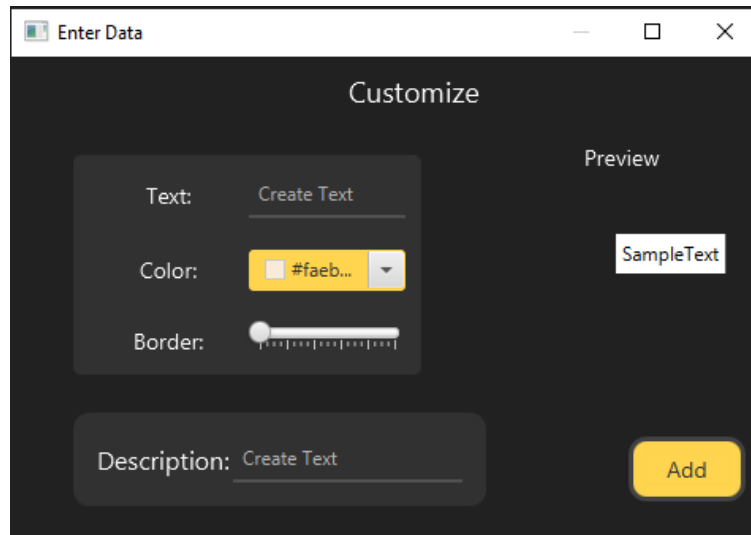 Enter Data
Customize
Preview
Text: Create Text
SampleText
Color: #faeb...
Border:
Description: Create Text
Add